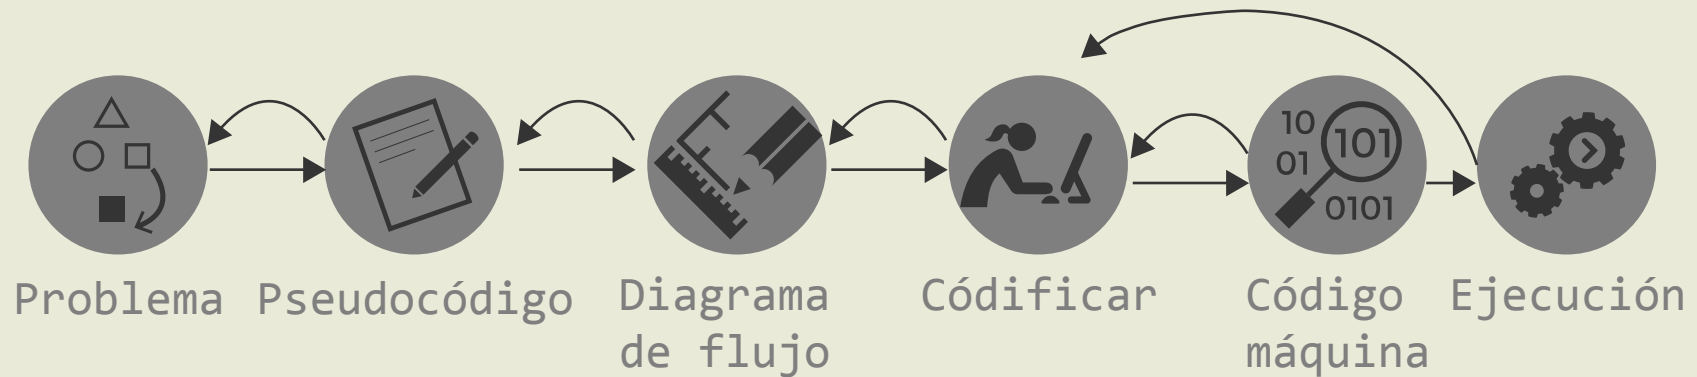 10
01
101
0101
Problema
Pseudocódigo
Diagrama
de flujo
Códificar
Código
máquina
Ejecución